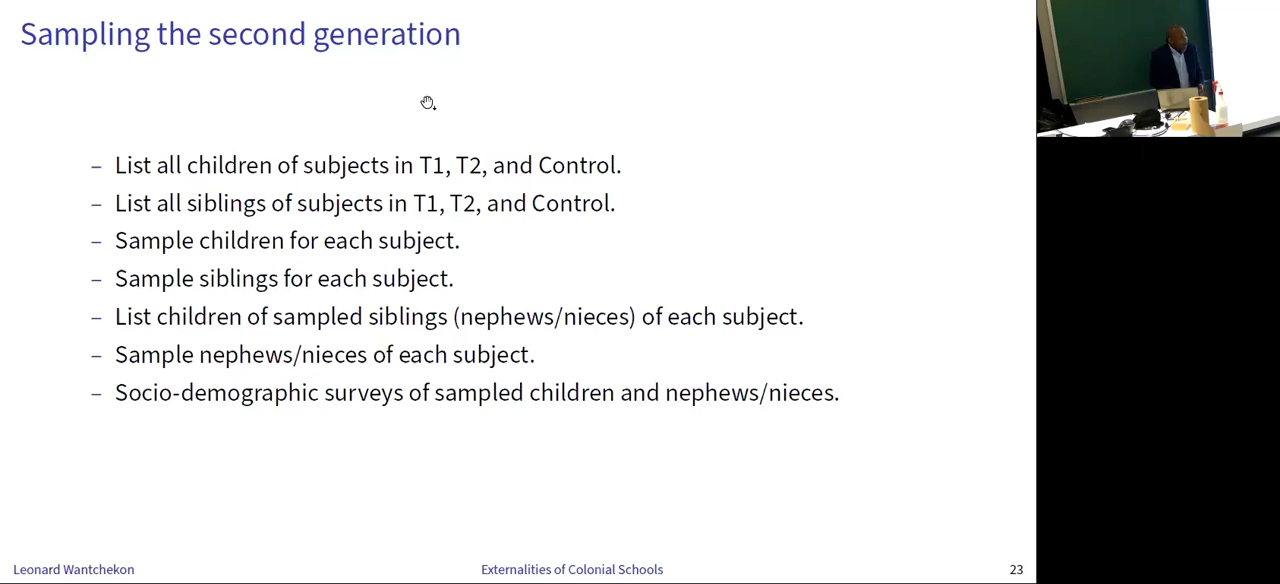 Sampling the second generation
– List all children of subjects in T1, T2, and Control.
– List all siblings of subjects in T1, T2, and Control.
– Sample children for each subject.
– Sample siblings for each subject.
– List children of sampled siblings (nephews/nieces) of each subject.
– Sample nephews/nieces of each subject.
– Socio-demographic surveys of sampled children and nephews/nieces.
Leonard Wantchekon
Externalities of Colonial Schools
23